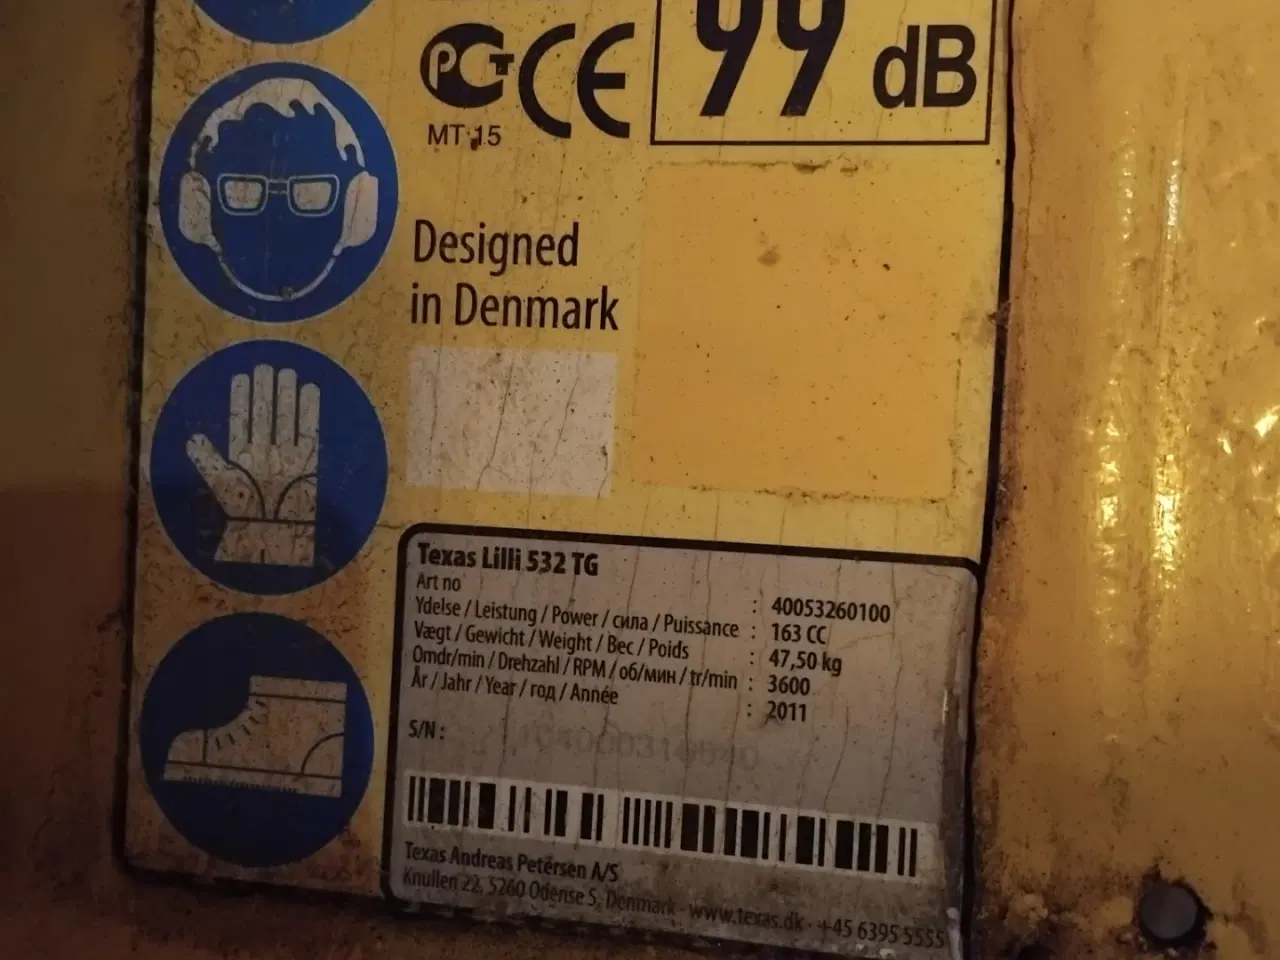 99 dB
PCT CE
MT 15
Designed
in Denmark
Texas Lilli 532 TG
Art no : 40053260100
Ydelse / Leistung / Power / сила / Puissance : 163 CC
Vægt / Gewicht / Weight / Вес / Poids : 47,50 kg
Omdr/min / Drehzahl / RPM / об/мин / tr/min : 3600
År / Jahr / Year / год / Année : 2011
S/N :
Texas Andreas Petersen A/S
Knullen 22, 5260 Odense S, Denmark - www.texas.dk - +45 6395 5555